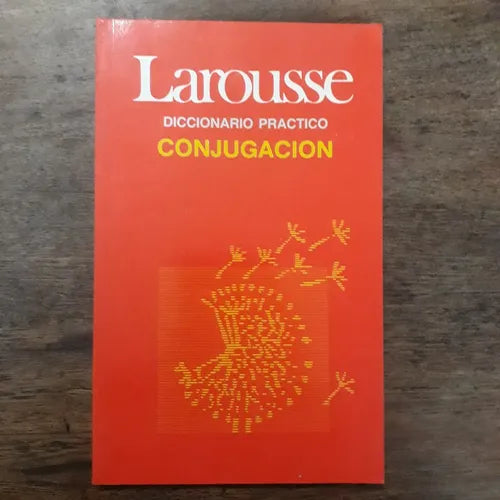 Larousse
DICCIONARIO PRACTICO
CONJUGACION